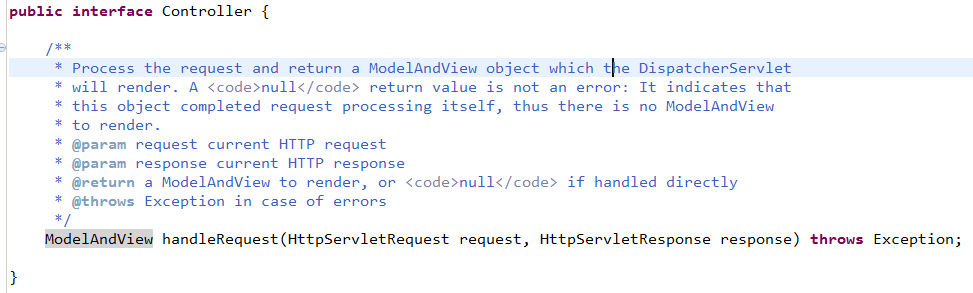 public interface Controller {
/**
* Process the request and return a ModelAndView object which the DispatcherServlet
* will render. A <code>null</code> return value is not an error: It indicates that
* this object completed request processing itself, thus there is no ModelAndView
* to render.
* @param request current HTTP request
* @param response current HTTP response
* @return a ModelAndView to render, or <code>null</code> if handled directly
* @throws Exception in case of errors
*/
ModelAndView handleRequest(HttpServletRequest request, HttpServletResponse response) throws Exception;
}